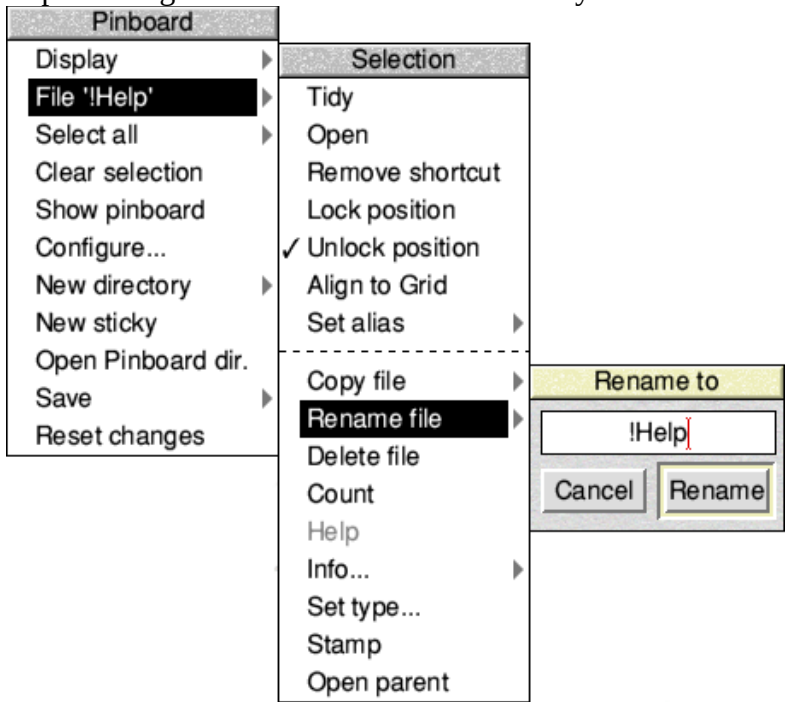 Pinboard
Display
File '!Help'
Select all
Clear selection
Show pinboard
Configure...
New directory
New sticky
Open Pinboard dir.
Save
Reset changes
Selection
Tidy
Open
Remove shortcut
Lock position
✓ Unlock position
Align to Grid
Set alias
Copy file
Rename file
Delete file
Count
Help
Info...
Set type...
Stamp
Open parent
Rename to
!Help
Cancel
Rename